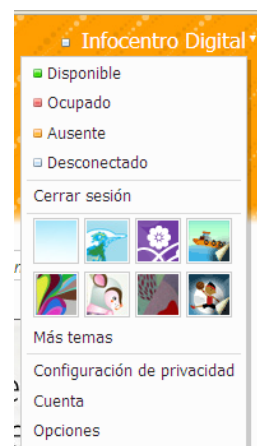 Infocentro Digital
Disponible
Ocupado
Ausente
Desconectado
Cerrar sesión
Más temas
Configuración de privacidad
Cuenta
Opciones